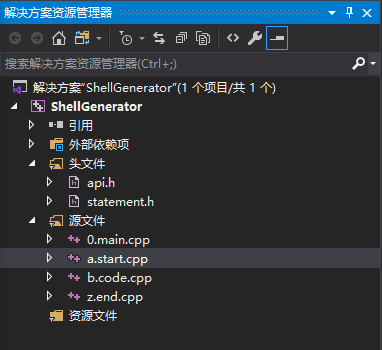 解决方案资源管理器
搜索解决方案资源管理器(Ctrl+;)
解决方案"ShellGenerator"(1 个项目/共 1 个)
ShellGenerator
引用
外部依赖项
头文件
api.h
statement.h
源文件
0.main.cpp
a.start.cpp
b.code.cpp
z.end.cpp
资源文件